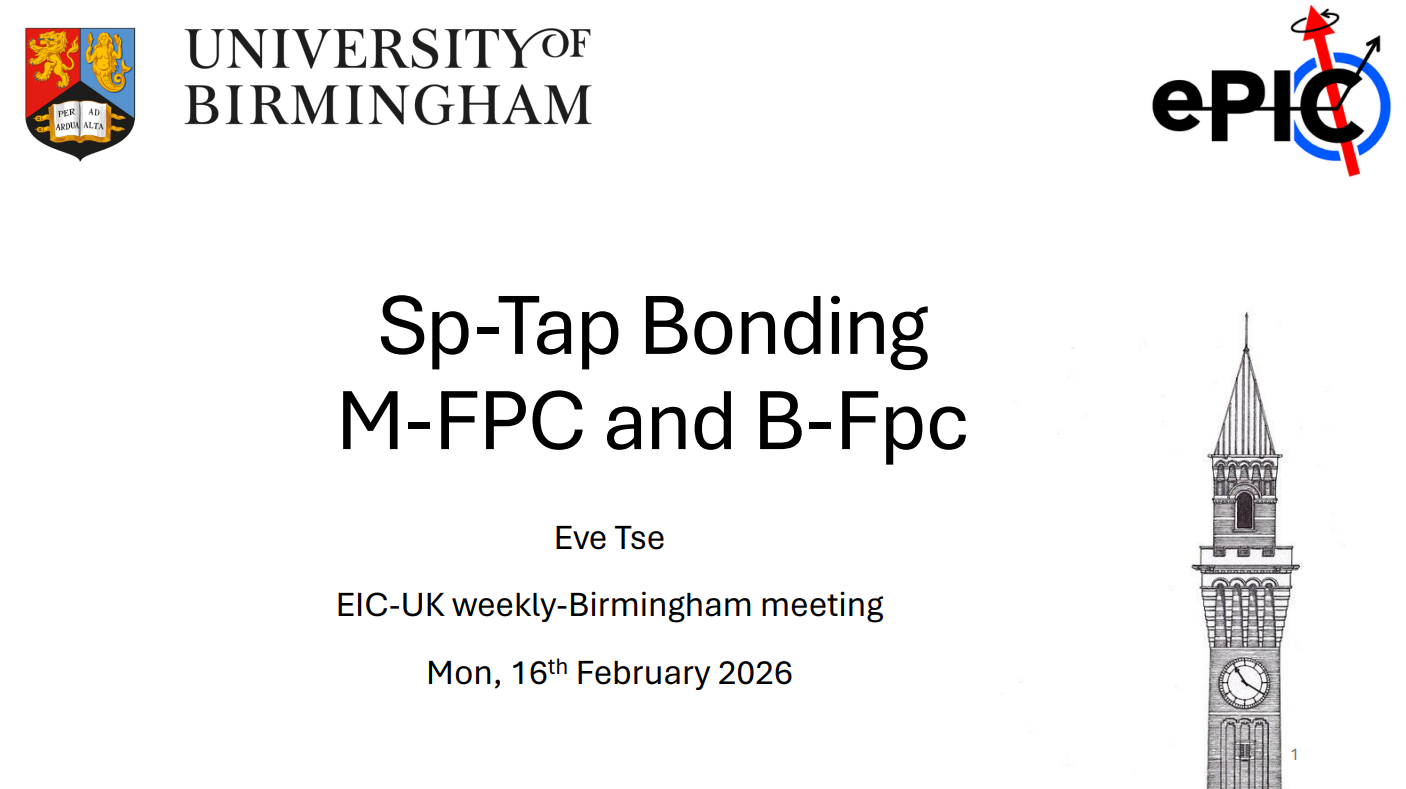 UNIVERSITY OF
BIRMINGHAM
PER AD
ARDUA ALTA
ePIC
Sp-Tap Bonding
M-FPC and B-Fpc
Eve Tse
EIC-UK weekly-Birmingham meeting
Mon, 16th February 2026
1